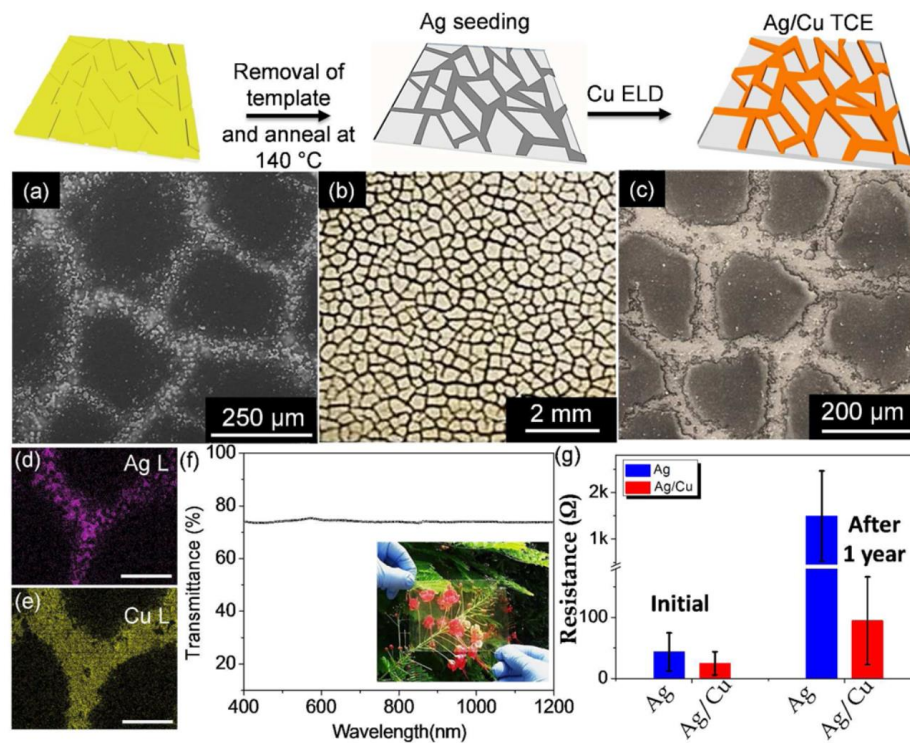 Removal of
template
and anneal at
140 °C
Ag seeding
Cu ELD
Ag/Cu TCE
(a)
250 µm
(b)
2 mm
(c)
200 µm
(d)
Ag L
(e)
Cu L
(f)
Transmittance (%)
100
80
60
40
20
400
600
800
1000
1200
Wavelength(nm)
(g)
Ag
Ag/Cu
Resistance (Ω)
2k
1k
100
0
Initial
After
1 year
Ag
Ag/Cu
Ag
Ag/Cu